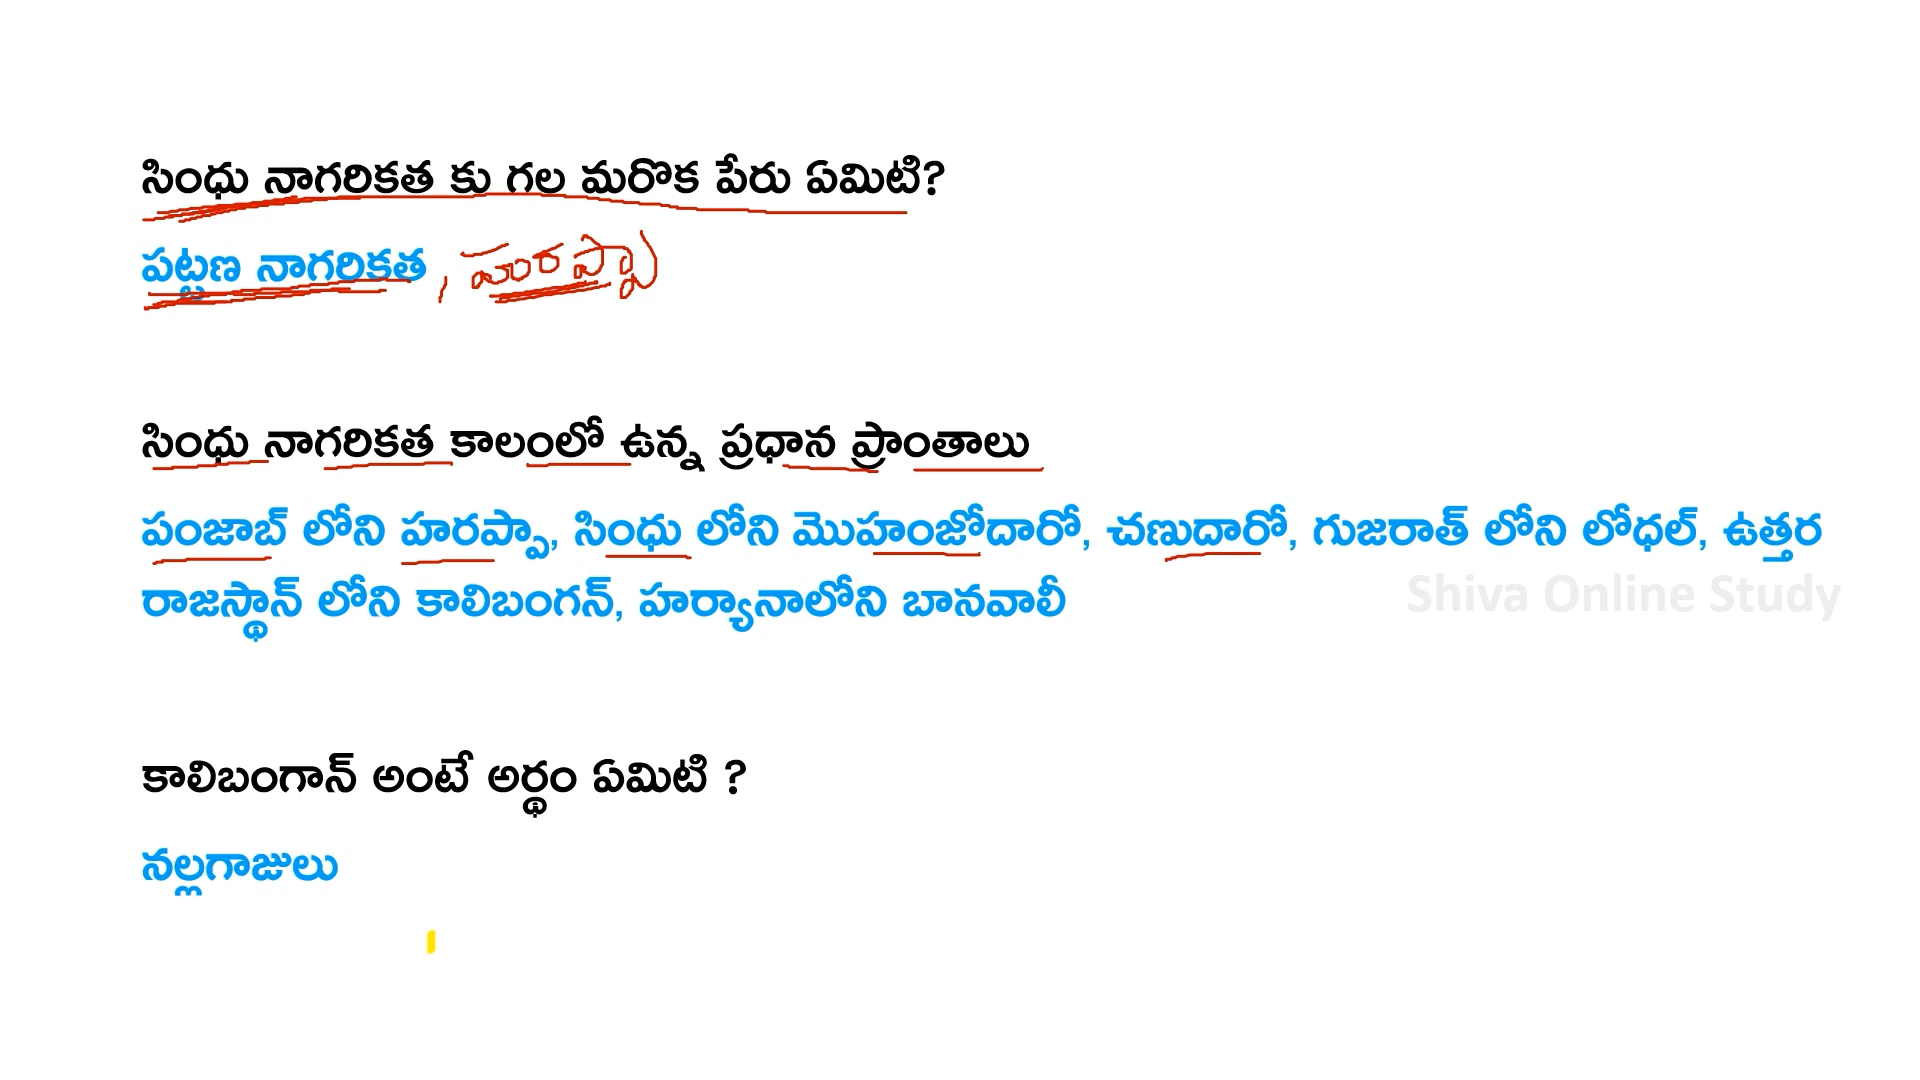 సింధు నాగరికత కు గల మరొక పేరు ఏమిటి?
పట్టణ నాగరికత, హరప్పా
సింధు నాగరికత కాలంలో ఉన్న ప్రధాన ప్రాంతాలు
పంజాబ్ లోని హరప్పా, సింధు లోని మొహంజోదారో, చణుదారో, గుజరాత్ లోని లోధల్, ఉత్తర
రాజస్థాన్ లోని కాలిబంగన్, హర్యానాలోని బానవాలీ
Shiva Online Study
కాలిబంగాన్ అంటే అర్థం ఏమిటి ?
నల్లగాజులు